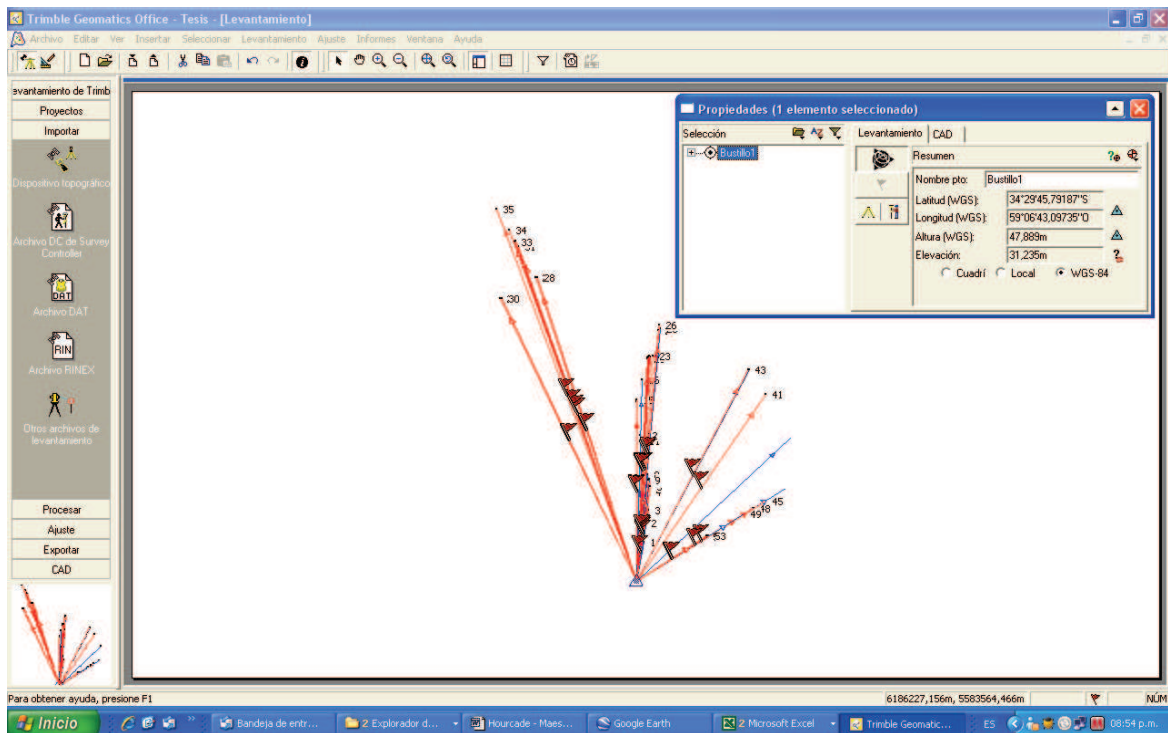 Trimble Geomatics Office - Tesis - [Levantamiento]
Archivo Editar Ver Insertar Seleccionar Levantamiento Ajuste Informes Ventana Ayuda
evantamiento de Trimb
Proyectos
Importar
Dispositivo topográfico
Archivo DC de Survey
Controller
DAT
Archivo DAT
RIN
Archivo RINEX
Otros archivos de
levantamiento
Procesar
Ajuste
Exportar
CAD
Propiedades (1 elemento seleccionado)
Selección
Bustillo1
Levantamiento CAD
Resumen
Nombre pto: Bustillo1
Latitud (WGS): 34°29'45,79187"S
Longitud (WGS): 59°06'43,09735"O
Altura (WGS): 47,889m
Elevación: 31,235m
Cuadrí Local WGS-84
35
34
33
28
30
26
23
43
41
45
49
53
3
2
1
Para obtener ayuda, presione F1
6186227,156m, 5583564,466m
NÚM
Inicio
Bandeja de entr...
2 Explorador d...
Hourcade - Maes...
Google Earth
2 Microsoft Excel
Trimble Geomatic...
ES
08:54 p.m.